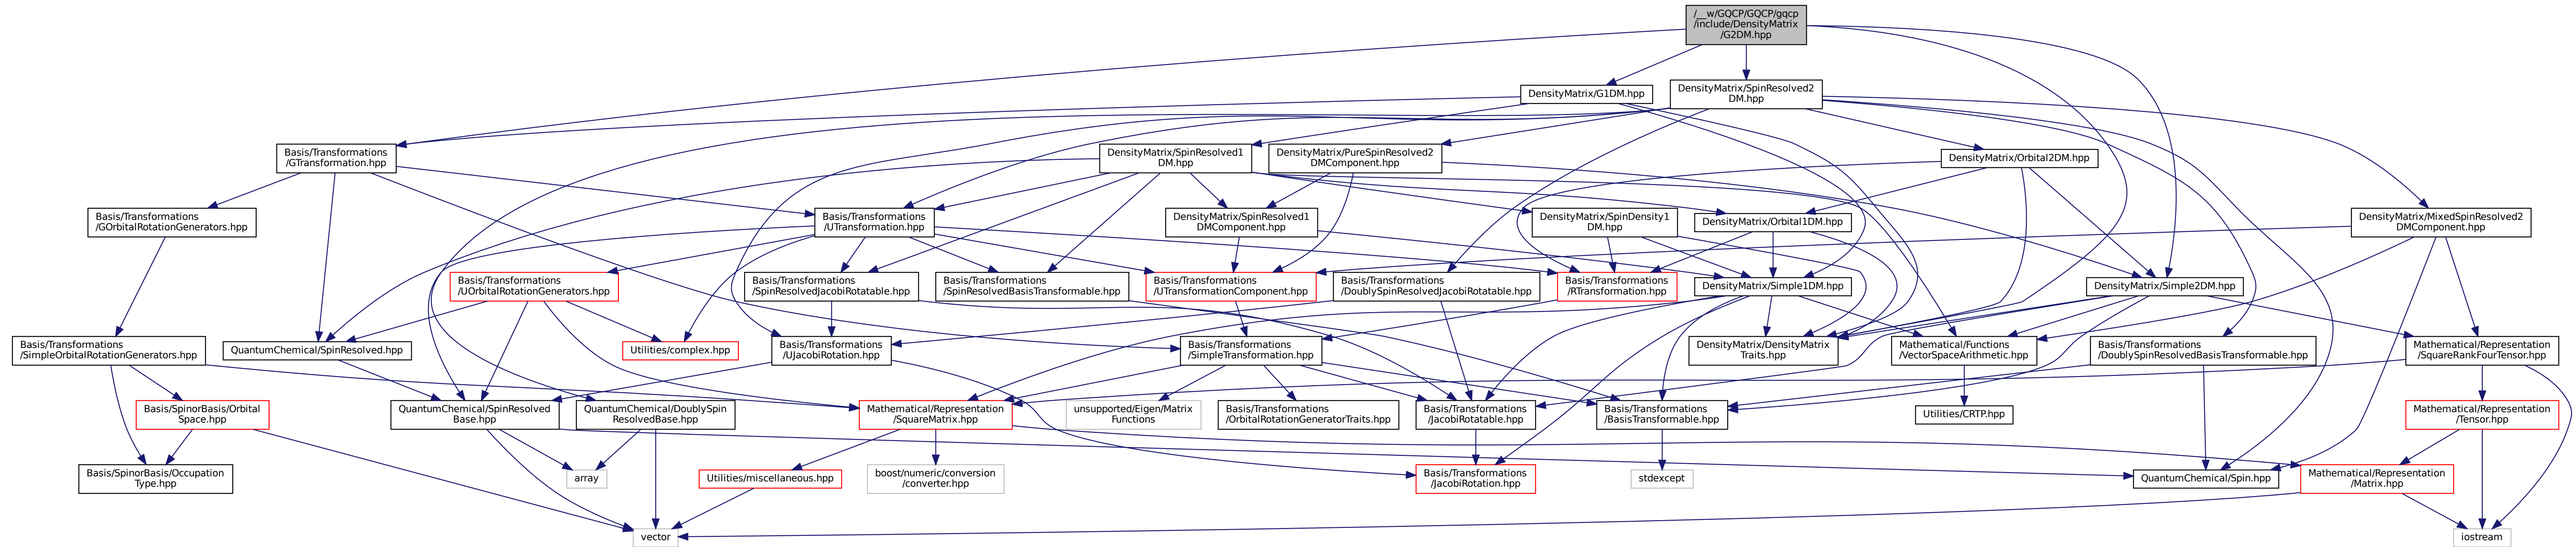 /__w/GQCP/GQCP/gqcp
/include/DensityMatrix
/G2DM.hpp
DensityMatrix/G1DM.hpp
DensityMatrix/SpinResolved2
DM.hpp
Basis/Transformations
/GTransformation.hpp
DensityMatrix/SpinResolved1
DM.hpp
DensityMatrix/PureSpinResolved2
DMComponent.hpp
DensityMatrix/Orbital2DM.hpp
Basis/Transformations
/GOrbitalRotationGenerators.hpp
Basis/Transformations
/UTransformation.hpp
DensityMatrix/SpinResolved1
DMComponent.hpp
DensityMatrix/SpinDensity1
DM.hpp
DensityMatrix/Orbital1DM.hpp
DensityMatrix/MixedSpinResolved2
DMComponent.hpp
Basis/Transformations
/UOrbitalRotationGenerators.hpp
Basis/Transformations
/SpinResolvedJacobiRotatable.hpp
Basis/Transformations
/SpinResolvedBasisTransformable.hpp
Basis/Transformations
/UTransformationComponent.hpp
Basis/Transformations
/DoublySpinResolvedJacobiRotatable.hpp
Basis/Transformations
/RTransformation.hpp
DensityMatrix/Simple1DM.hpp
DensityMatrix/Simple2DM.hpp
Basis/Transformations
/SimpleOrbitalRotationGenerators.hpp
QuantumChemical/SpinResolved.hpp
Utilities/complex.hpp
Basis/Transformations
/UJacobiRotation.hpp
Basis/Transformations
/SimpleTransformation.hpp
DensityMatrix/DensityMatrix
Traits.hpp
Mathematical/Functions
/VectorSpaceArithmetic.hpp
Basis/Transformations
/DoublySpinResolvedBasisTransformable.hpp
Mathematical/Representation
/SquareRankFourTensor.hpp
Basis/SpinorBasis/Orbital
Space.hpp
QuantumChemical/SpinResolved
Base.hpp
QuantumChemical/DoublySpin
ResolvedBase.hpp
Mathematical/Representation
/SquareMatrix.hpp
unsupported/Eigen/Matrix
Functions
Basis/Transformations
/OrbitalRotationGeneratorTraits.hpp
Basis/Transformations
/JacobiRotatable.hpp
Basis/Transformations
/BasisTransformable.hpp
Utilities/CRTP.hpp
Mathematical/Representation
/Tensor.hpp
Basis/SpinorBasis/Occupation
Type.hpp
array
Utilities/miscellaneous.hpp
boost/numeric/conversion
/converter.hpp
Basis/Transformations
/JacobiRotation.hpp
stdexcept
QuantumChemical/Spin.hpp
Mathematical/Representation
/Matrix.hpp
vector
iostream